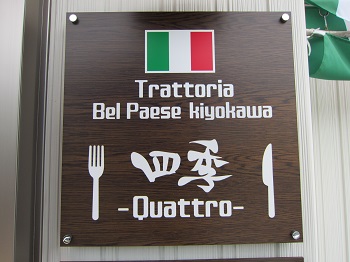 Trattoria
Bel Paese kiyokawa
四季
-Quattro-